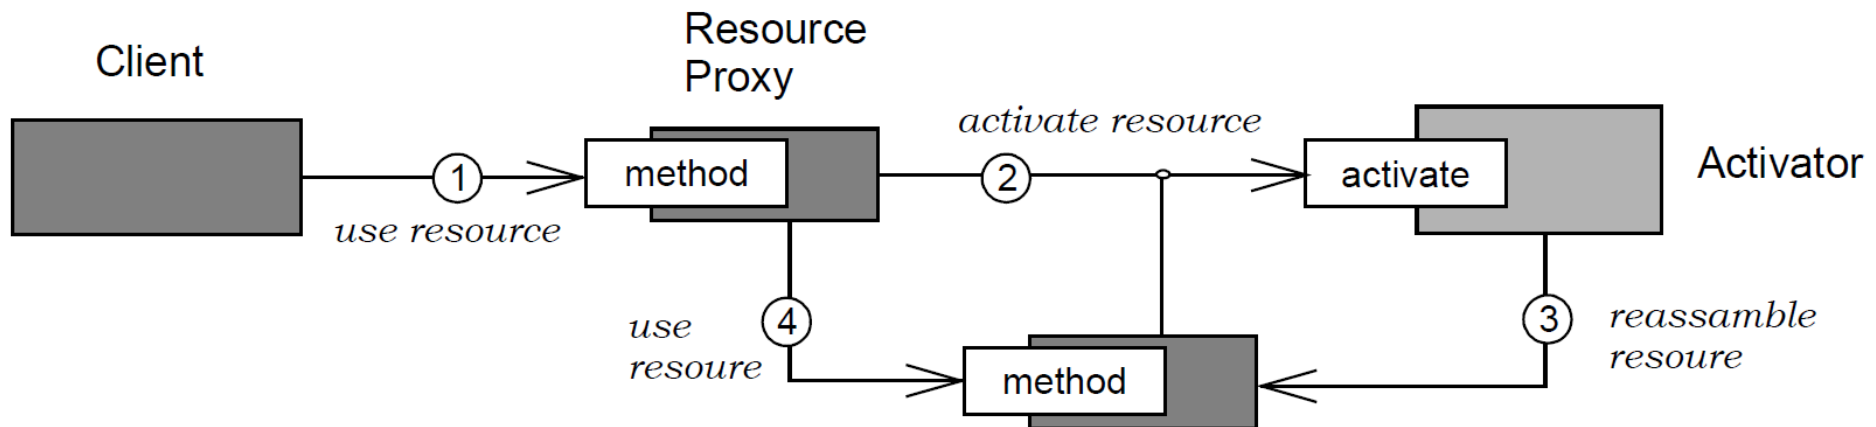 Client
Resource
Proxy
activate resource
Activator
method
activate
1
2
use resource
use
resoure
4
method
3
reassamble
resoure